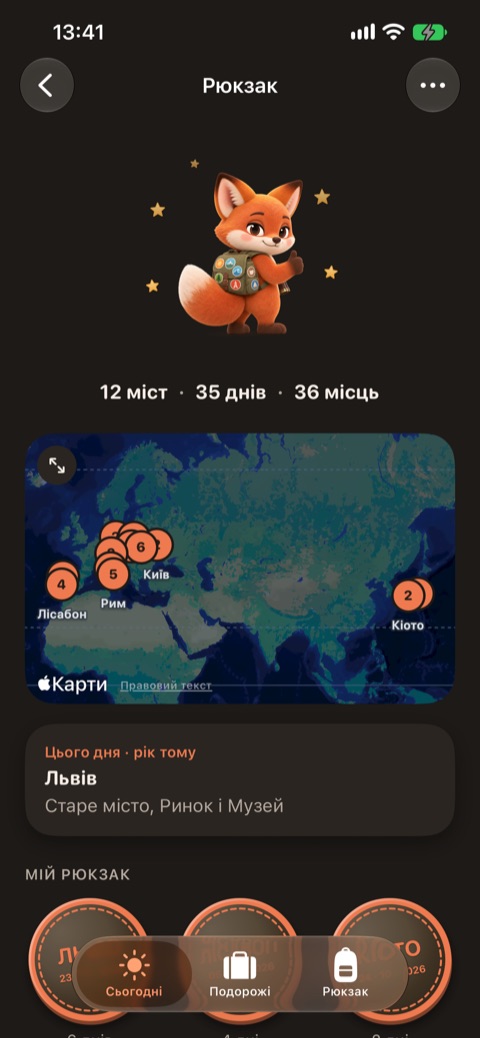 13:41
Рюкзак
12 міст · 35 днів · 36 місць
6
4
5
2
Київ
Рим
Лісабон
Кіото
Карти
Правовий текст
Цього дня · рік тому
Львів
Старе місто, Ринок і Музей
МІЙ РЮКЗАК
Сьогодні
Подорожі
Рюкзак